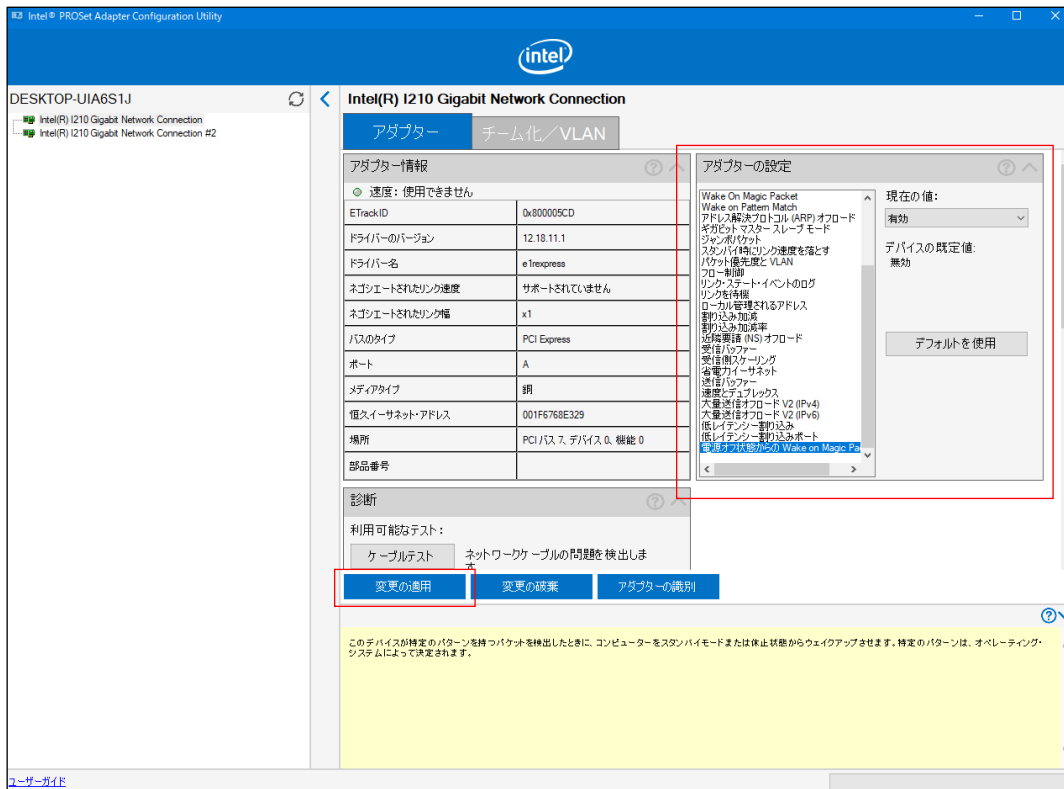 Intel® PROSet Adapter Configuration Utility
intel
DESKTOP-UIA6S1J
Intel(R) I210 Gigabit Network Connection
Intel(R) I210 Gigabit Network Connection #2
Intel(R) I210 Gigabit Network Connection
アダプター
チーム化／VLAN
アダプター情報
速度: 使用できません
ETrackID 0x800005CD
ドライバーのバージョン 12.18.11.1
ドライバー名 e1rexpress
ネゴシエートされたリンク速度 サポートされていません
ネゴシエートされたリンク幅 x1
バスのタイプ PCI Express
ポート A
メディアタイプ 銅
恒久イーサネット・アドレス 001F6768E329
場所 PCI バス 7、デバイス 0、機能 0
部品番号
診断
利用可能なテスト:
ケーブルテスト
ネットワークケーブルの問題を検出しま
す
アダプターの設定
Wake On Magic Packet
Wake on Pattern Match
アドレス解決プロトコル (ARP) オフロード
ギガビット マスター スレーブ モード
ジャンボパケット
スタンバイ時にリンク速度を落とす
パケット優先度と VLAN
フロー制御
リンク・ステート・イベントのログ
リンクを待機
ローカル管理されるアドレス
割り込み加減
割り込み加減率
近隣要請 (NS) オフロード
受信バッファー
受信側スケーリング
省電力イーサネット
送信バッファー
速度とデュプレックス
大量送信オフロード V2 (IPv4)
大量送信オフロード V2 (IPv6)
低レイテンシー割り込み
低レイテンシー割り込みポート
電源オフ状態からの Wake on Magic Pa
現在の値:
有効
デバイスの既定値:
無効
デフォルトを使用
変更の適用
変更の破棄
アダプターの識別
このデバイスが特定のパターンを持つパケットを検出したときに、コンピューターをスタンバイモードまたは休止状態からウェイクアップさせます。特定のパターンは、オペレーティング・
システムによって決定されます。
ユーザーガイド